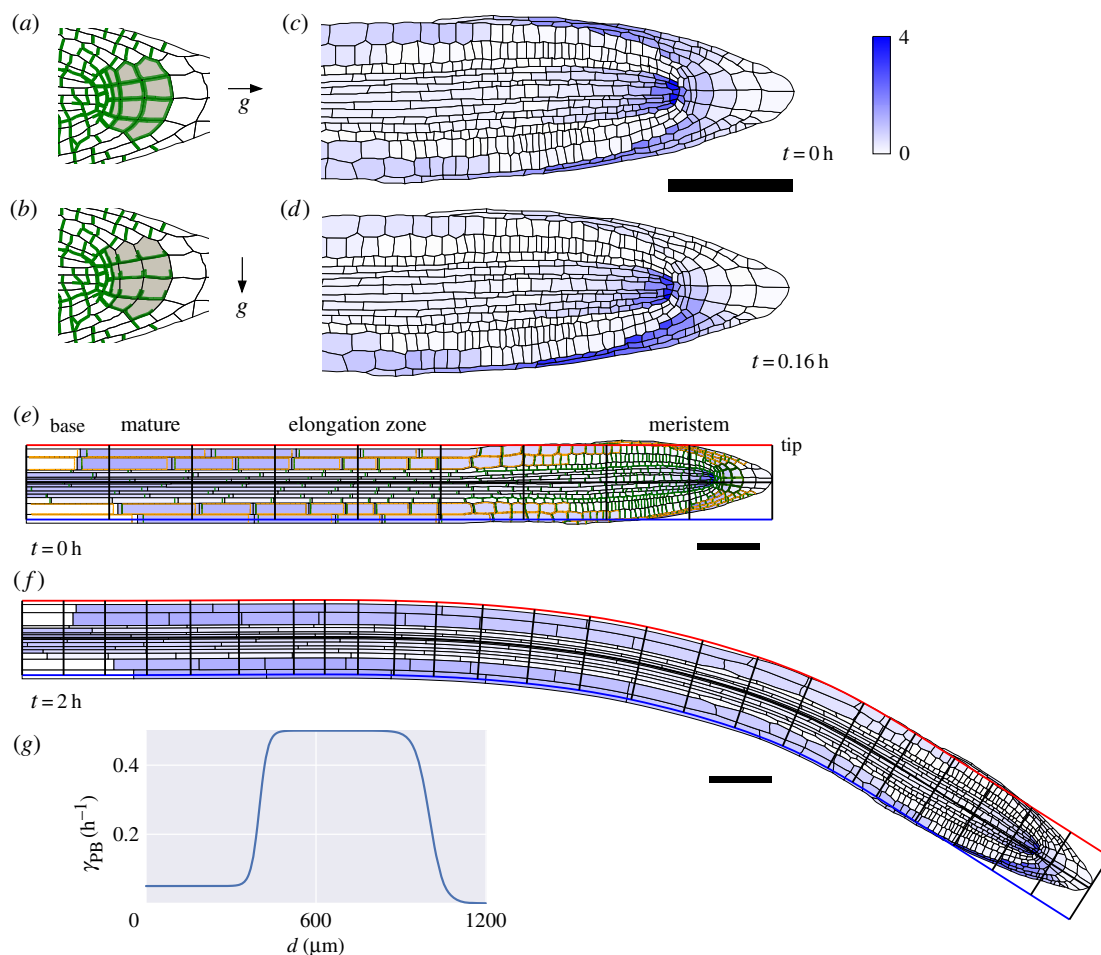 (a)
g
(b)
g
(c)
4
0
t = 0 h
(d)
t = 0.16 h
(e)
base mature elongation zone meristem
tip
t = 0 h
(f)
t = 2 h
(g)
0.4
0.2
γPB (h⁻¹)
0 600 1200
d (μm)